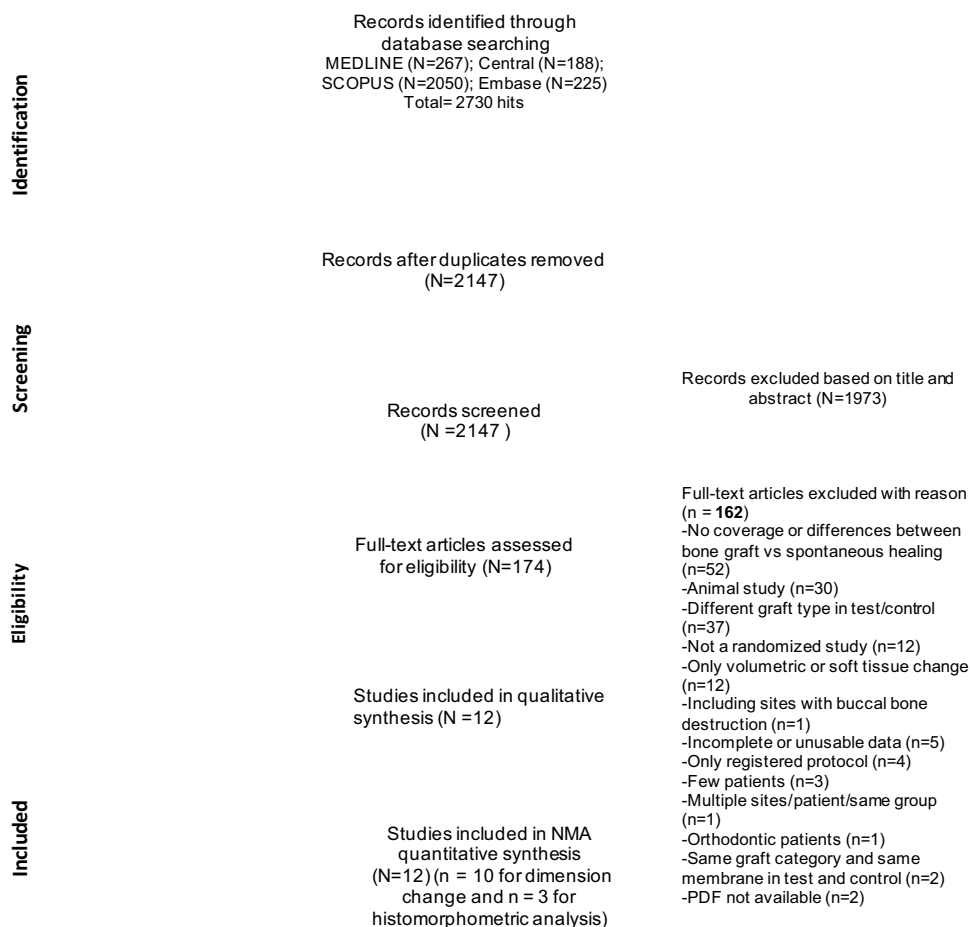 Identification
Records identified through
database searching
MEDLINE (N=267); Central (N=188);
SCOPUS (N=2050); Embase (N=225)
Total= 2730 hits
Records after duplicates removed
(N=2147)
Screening
Records screened
(N =2147 )
Records excluded based on title and
abstract (N=1973)
Eligibility
Full-text articles assessed
for eligibility (N=174)
Full-text articles excluded with reason
(n = 162)
-No coverage or differences between
bone graft vs spontaneous healing
(n=52)
-Animal study (n=30)
-Different graft type in test/control
(n=37)
-Not a randomized study (n=12)
-Only volumetric or soft tissue change
(n=12)
-Including sites with buccal bone
destruction (n=1)
-Incomplete or unusable data (n=5)
-Only registered protocol (n=4)
-Few patients (n=3)
-Multiple sites/patient/same group
(n=1)
-Orthodontic patients (n=1)
-Same graft category and same
membrane in test and control (n=2)
-PDF not available (n=2)
Studies included in qualitative
synthesis (N =12)
Included
Studies included in NMA
quantitative synthesis
(N=12) (n = 10 for dimension
change and n = 3 for
histomorphometric analysis)